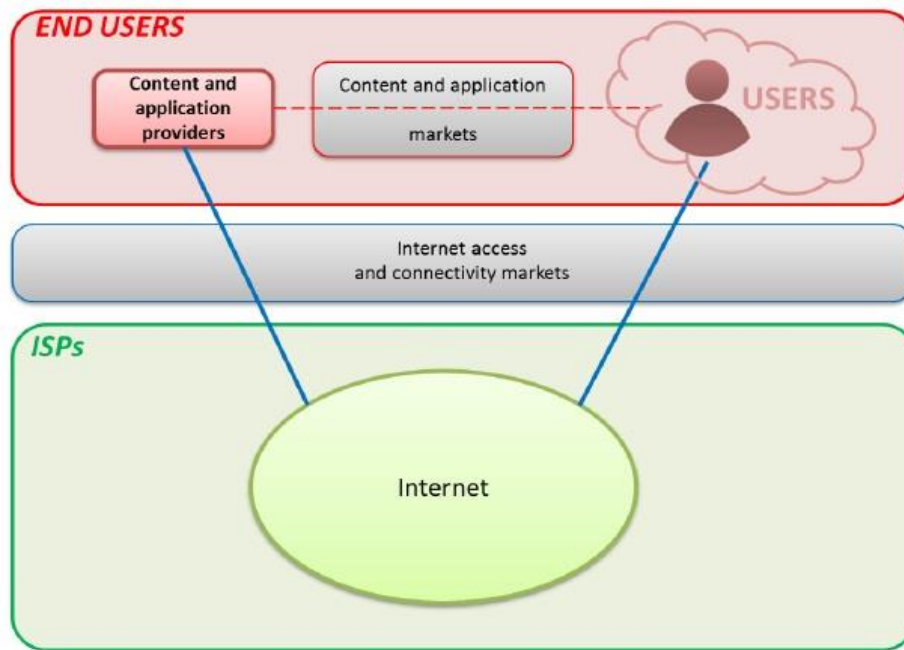 END USERS
Content and
application
providers
Content and application
markets
USERS
Internet access
and connectivity markets
ISPs
Internet